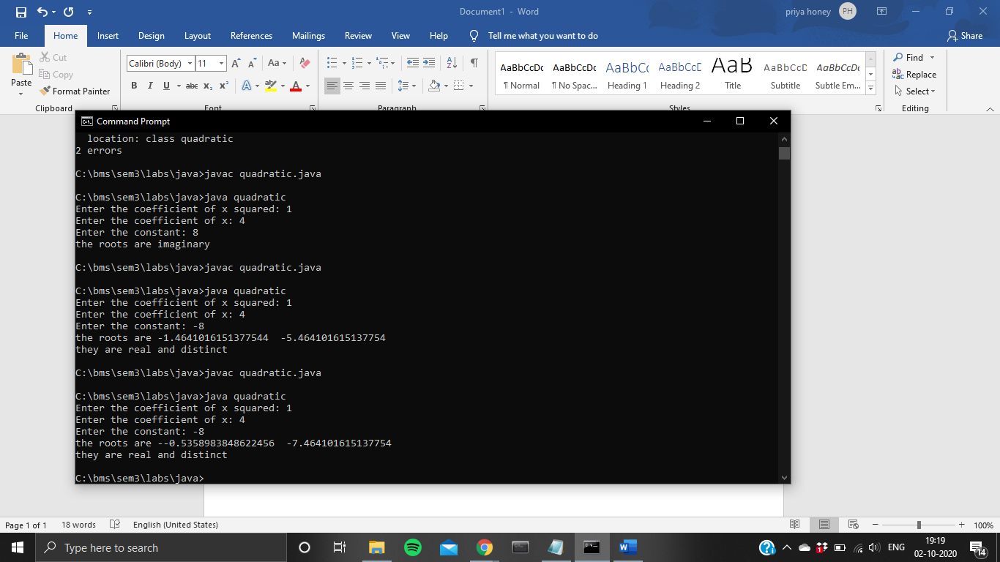 Document1 - Word
priya honey PH
File Home Insert Design Layout References Mailings Review View Help Tell me what you want to do Share
Paste
Cut
Copy
Format Painter
Clipboard
Calibri (Body) 11
A A Aa
B I U abc x2 x2 A aby A
Font
Paragraph
AaBbCcDc AaBbCcDc AaBbCc AaBbCcD AaB AaBbCcD AaBbCcDc
¶ Normal ¶ No Spac... Heading 1 Heading 2 Title Subtitle Subtle Em...
Styles
Find
Replace
Select
Editing
Command Prompt
location: class quadratic
2 errors
C:\bms\sem3\labs\java>javac quadratic.java
C:\bms\sem3\labs\java>java quadratic
Enter the coefficient of x squared: 1
Enter the coefficient of x: 4
Enter the constant: 8
the roots are imaginary
C:\bms\sem3\labs\java>javac quadratic.java
C:\bms\sem3\labs\java>java quadratic
Enter the coefficient of x squared: 1
Enter the coefficient of x: 4
Enter the constant: -8
the roots are -1.4641016151377544  -5.464101615137754
they are real and distinct
C:\bms\sem3\labs\java>javac quadratic.java
C:\bms\sem3\labs\java>java quadratic
Enter the coefficient of x squared: 1
Enter the coefficient of x: 4
Enter the constant: -8
the roots are --0.5358983848622456  -7.464101615137754
they are real and distinct
C:\bms\sem3\labs\java>
Page 1 of 1 18 words English (United States) 100%
Type here to search
ENG
19:19
02-10-2020
14